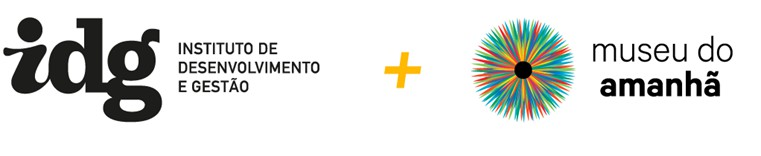 idg
INSTITUTO DE
DESENVOLVIMENTO
E GESTÃO
+
museu do
amanhã